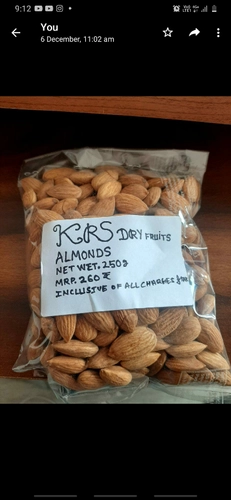 9:12
You
6 December, 11:02 am
KRS DRY FRUITS
ALMONDS
NET WET. 250g
MRP. 260 ₹
INCLUSIVE OF ALL CHARGES